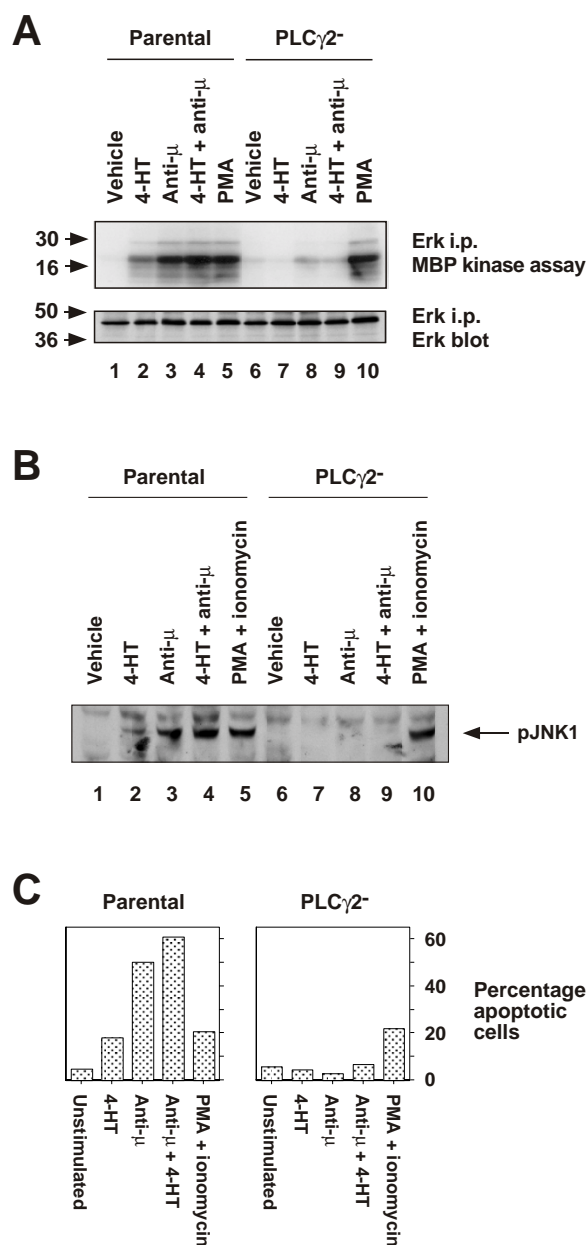 A
Parental PLCγ2-
Vehicle
4-HT
Anti-μ
4-HT + anti-μ
PMA
Vehicle
4-HT
Anti-μ
4-HT + anti-μ
PMA
30
16
Erk i.p.
MBP kinase assay
50
36
Erk i.p.
Erk blot
1 2 3 4 5 6 7 8 9 10
B
Parental PLCγ2-
Vehicle
4-HT
Anti-μ
4-HT + anti-μ
PMA + ionomycin
Vehicle
4-HT
Anti-μ
4-HT + anti-μ
PMA + ionomycin
pJNK1
1 2 3 4 5 6 7 8 9 10
C
Parental PLCγ2-
60
40
20
0
Percentage
apoptotic
cells
Unstimulated
4-HT
Anti-μ
Anti-μ + 4-HT
PMA + ionomycin
Unstimulated
4-HT
Anti-μ
Anti-μ + 4-HT
PMA + ionomycin